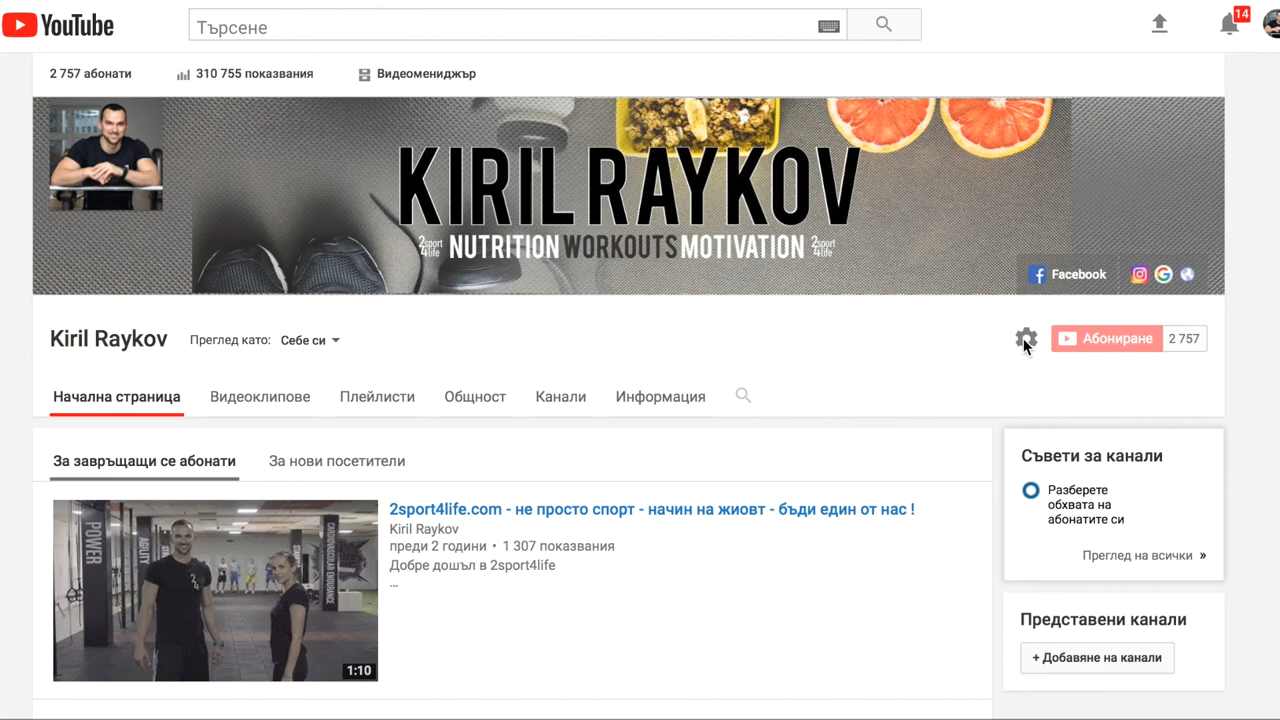 YouTube
Търсене
14
2 757 абонати
310 755 показвания
Видеомениджър
KIRIL RAYKOV
2sport4life NUTRITION WORKOUTS MOTIVATION 2sport4life
Facebook
Kiril Raykov
Преглед като: Себе си
Абониране 2 757
Начална страница
Видеоклипове
Плейлисти
Общност
Канали
Информация
За завръщащи се абонати
За нови посетители
POWER
AGILITY
CARDIOVASCULAR ENDURANCE
1:10
2sport4life.com - не просто спорт - начин на жиовт - бъди един от нас !
Kiril Raykov
преди 2 години • 1 307 показвания
Добре дошъл в 2sport4life
...
Съвети за канали
Разберете
обхвата на
абонатите си
Преглед на всички »
Представени канали
+ Добавяне на канали